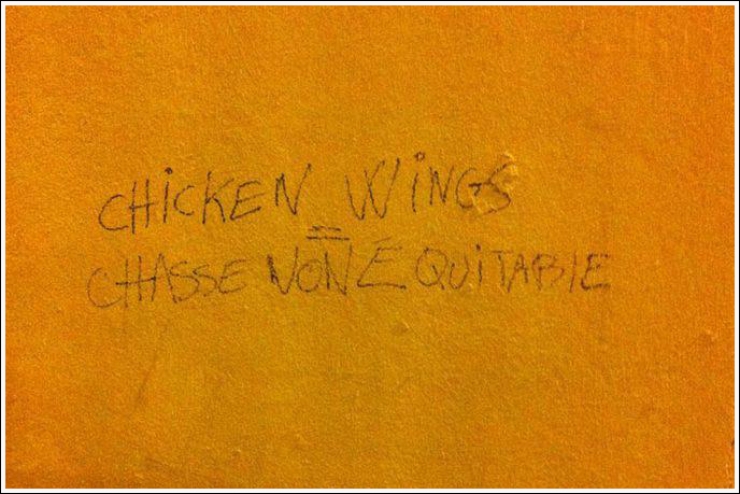 CHiCKEN WiNGS
=
CHASSE NON EQUiTABlE